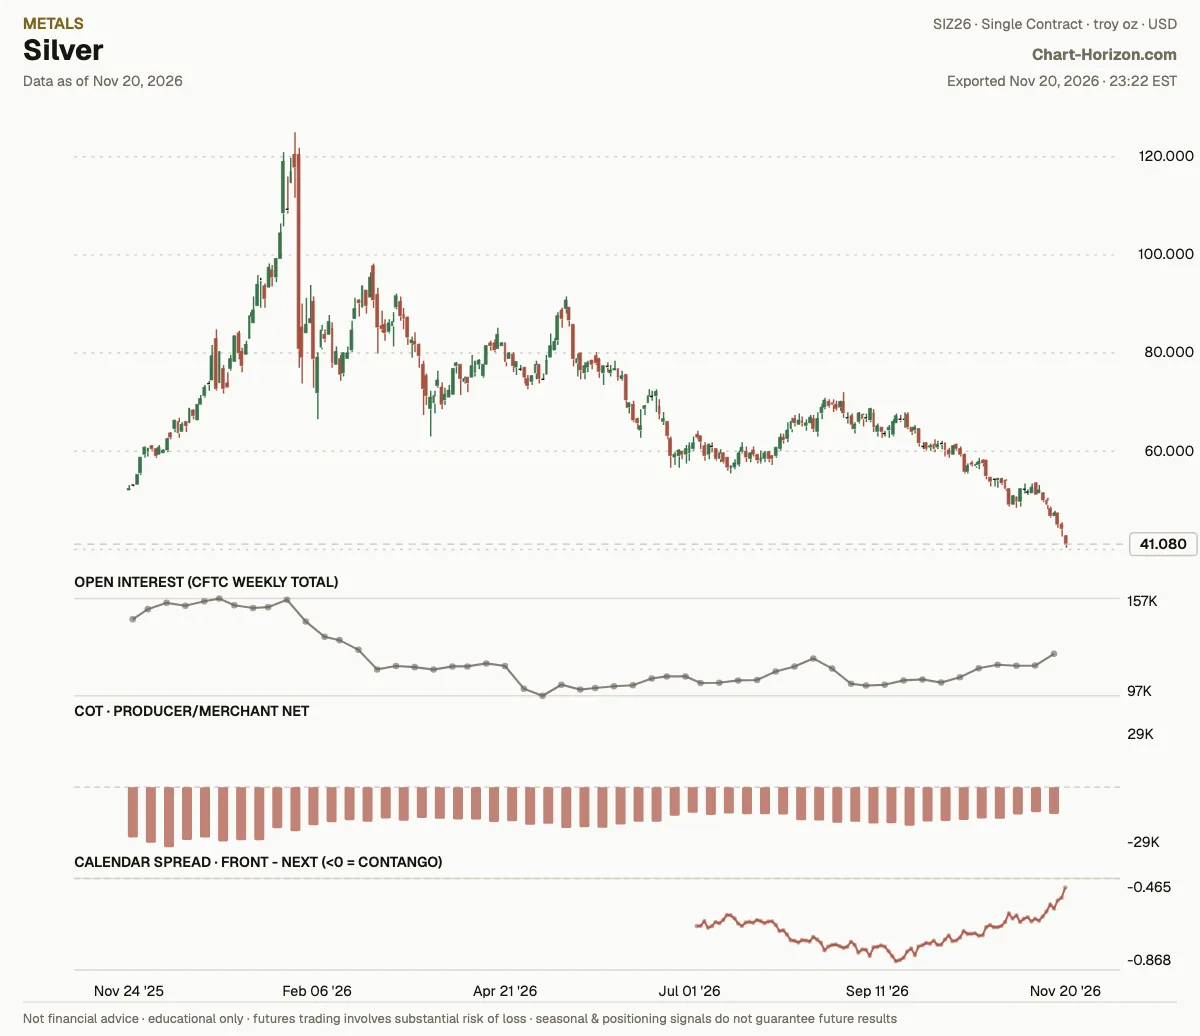 METALS
Silver
Data as of Nov 20, 2026
SIZ26 · Single Contract · troy oz · USD
Chart-Horizon.com
Exported Nov 20, 2026 · 23:22 EST
120.000
100.000
80.000
60.000
41.080
OPEN INTEREST (CFTC WEEKLY TOTAL)
157K
97K
COT · PRODUCER/MERCHANT NET
29K
-29K
CALENDAR SPREAD · FRONT - NEXT (<0 = CONTANGO)
-0.465
-0.868
Nov 24 '25 Feb 06 '26 Apr 21 '26 Jul 01 '26 Sep 11 '26 Nov 20 '26
Not financial advice · educational only · futures trading involves substantial risk of loss · seasonal & positioning signals do not guarantee future results